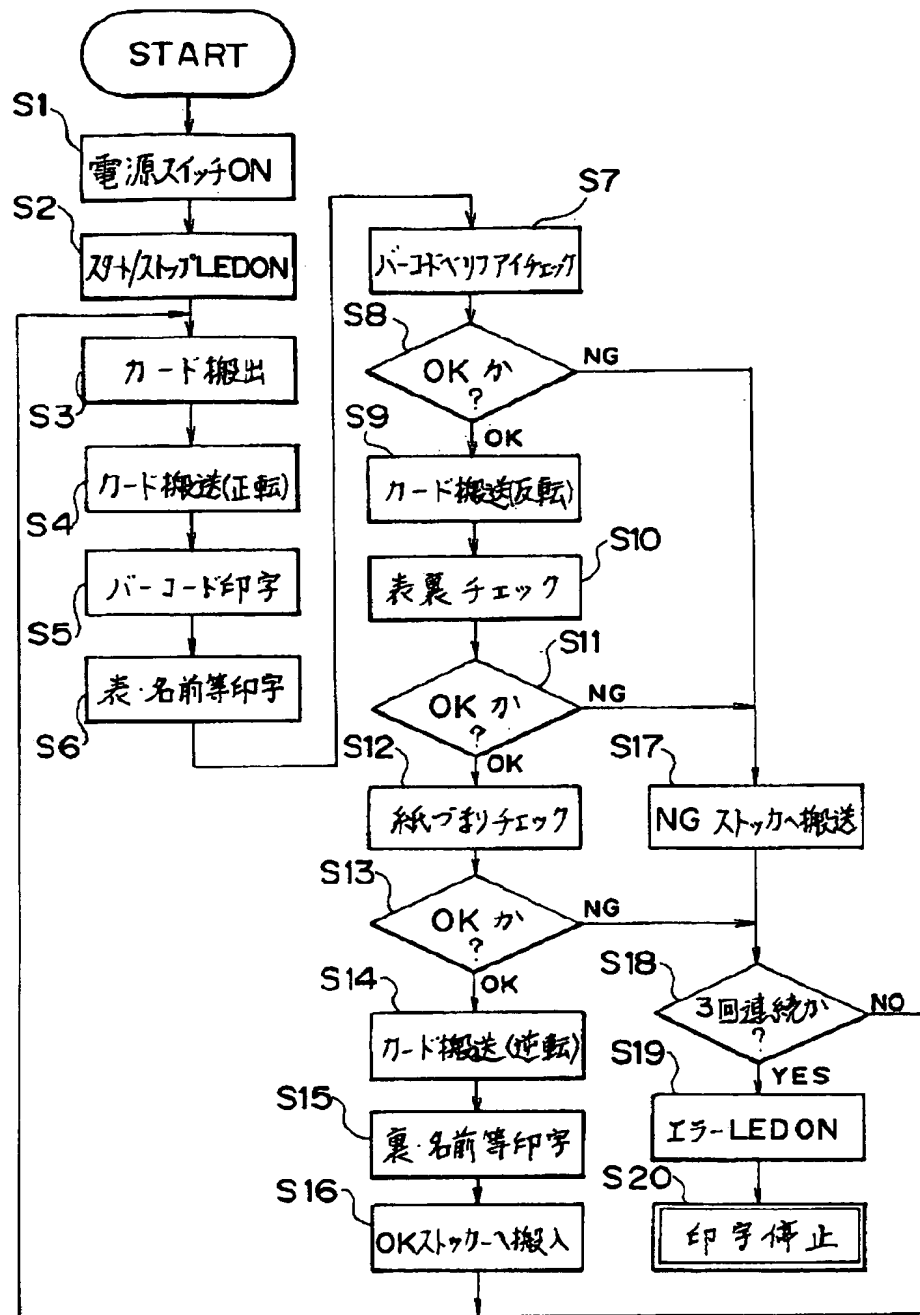 START
S1
電源スイッチON
S2
スタート/ストップLEDON
カード搬出
S3
カード搬送(正転)
S4
バーコード印字
S5
表・名前等印字
S6
S7
バーコードベリファイチェック
S8
OKか
?
NG
OK
S9
カード搬送(反転)
S10
表裏チェック
S11
OKか
?
NG
OK
S12
紙づまりチェック
S13
OKか
?
NG
OK
S14
カード搬送(逆転)
S15
裏・名前等印字
S16
OKストッカーへ搬入
S17
NGストッカへ搬送
S18
3回連続か
?
NO
YES
S19
エラーLEDON
S20
印字停止